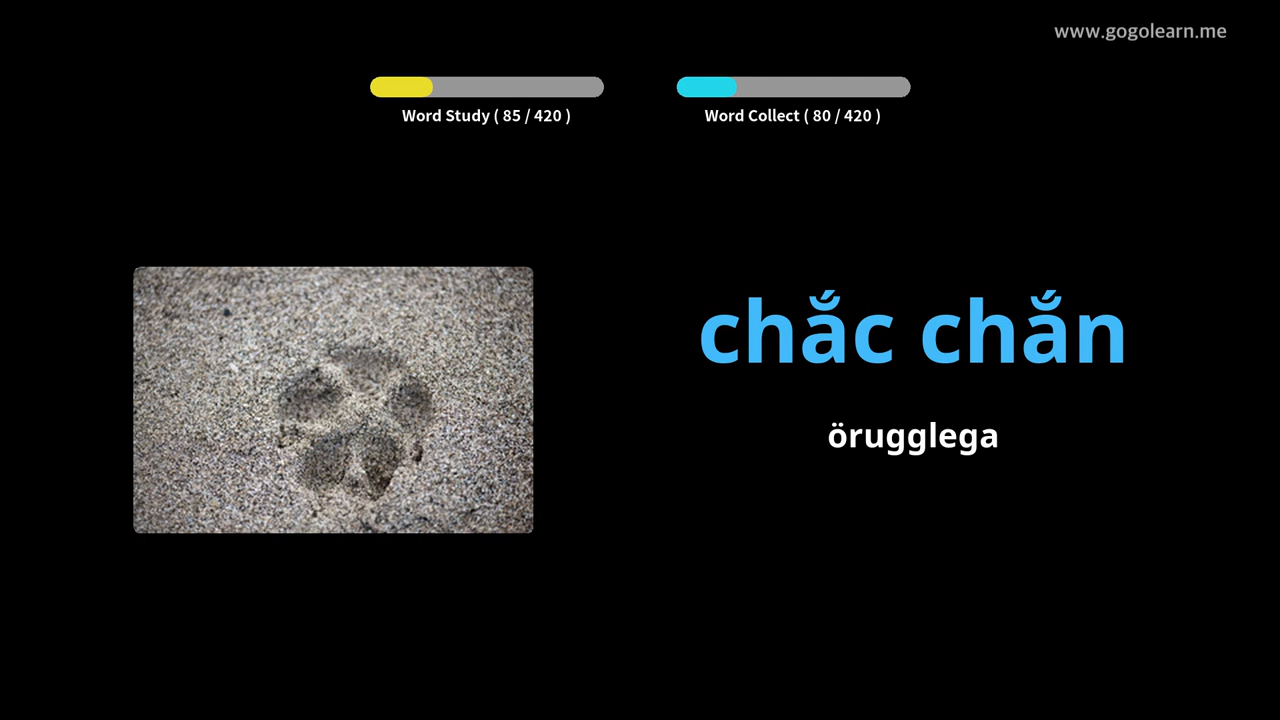 www.gogolearn.me
Word Study ( 85 / 420 )
Word Collect ( 80 / 420 )
chắc chắn
örugglega